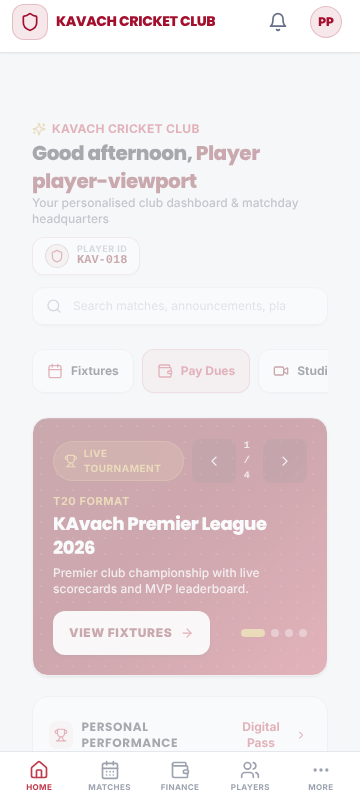 KAVACH CRICKET CLUB
PP
KAVACH CRICKET CLUB
Good afternoon, Player
player-viewport
Your personalised club dashboard & matchday
headquarters
PLAYER ID
KAV-018
Search matches, announcements, pla
Fixtures
Pay Dues
Studi
LIVE
TOURNAMENT
1
/
4
T20 FORMAT
KAvach Premier League
2026
Premier club championship with live
scorecards and MVP leaderboard.
VIEW FIXTURES
PERSONAL
PERFORMANCE
Digital
Pass
HOME
MATCHES
FINANCE
PLAYERS
MORE